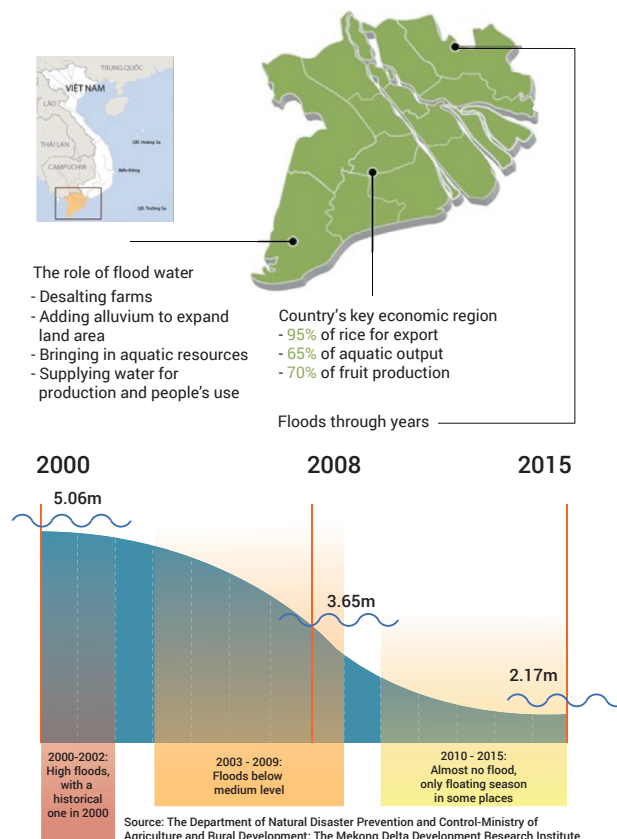 TRUNG QUỐC
VIỆT NAM
LÀO
QĐ. Hoàng Sa
THÁI LAN
Biển Đông
CAMPUCHIA
QĐ. Trường Sa
The role of flood water
- Desalting farms
- Adding alluvium to expand
land area
- Bringing in aquatic resources
- Supplying water for
production and people's use
Country's key economic region
- 95% of rice for export
- 65% of aquatic output
- 70% of fruit production
Floods through years
2000
2008
2015
5.06m
3.65m
2.17m
2000-2002:
High floods,
with a
historical
one in 2000
2003 - 2009:
Floods below
medium level
2010 - 2015:
Almost no flood,
only floating season
in some places
Source: The Department of Natural Disaster Prevention and Control-Ministry of
Agriculture and Rural Development; The Mekong Delta Development Research Institute